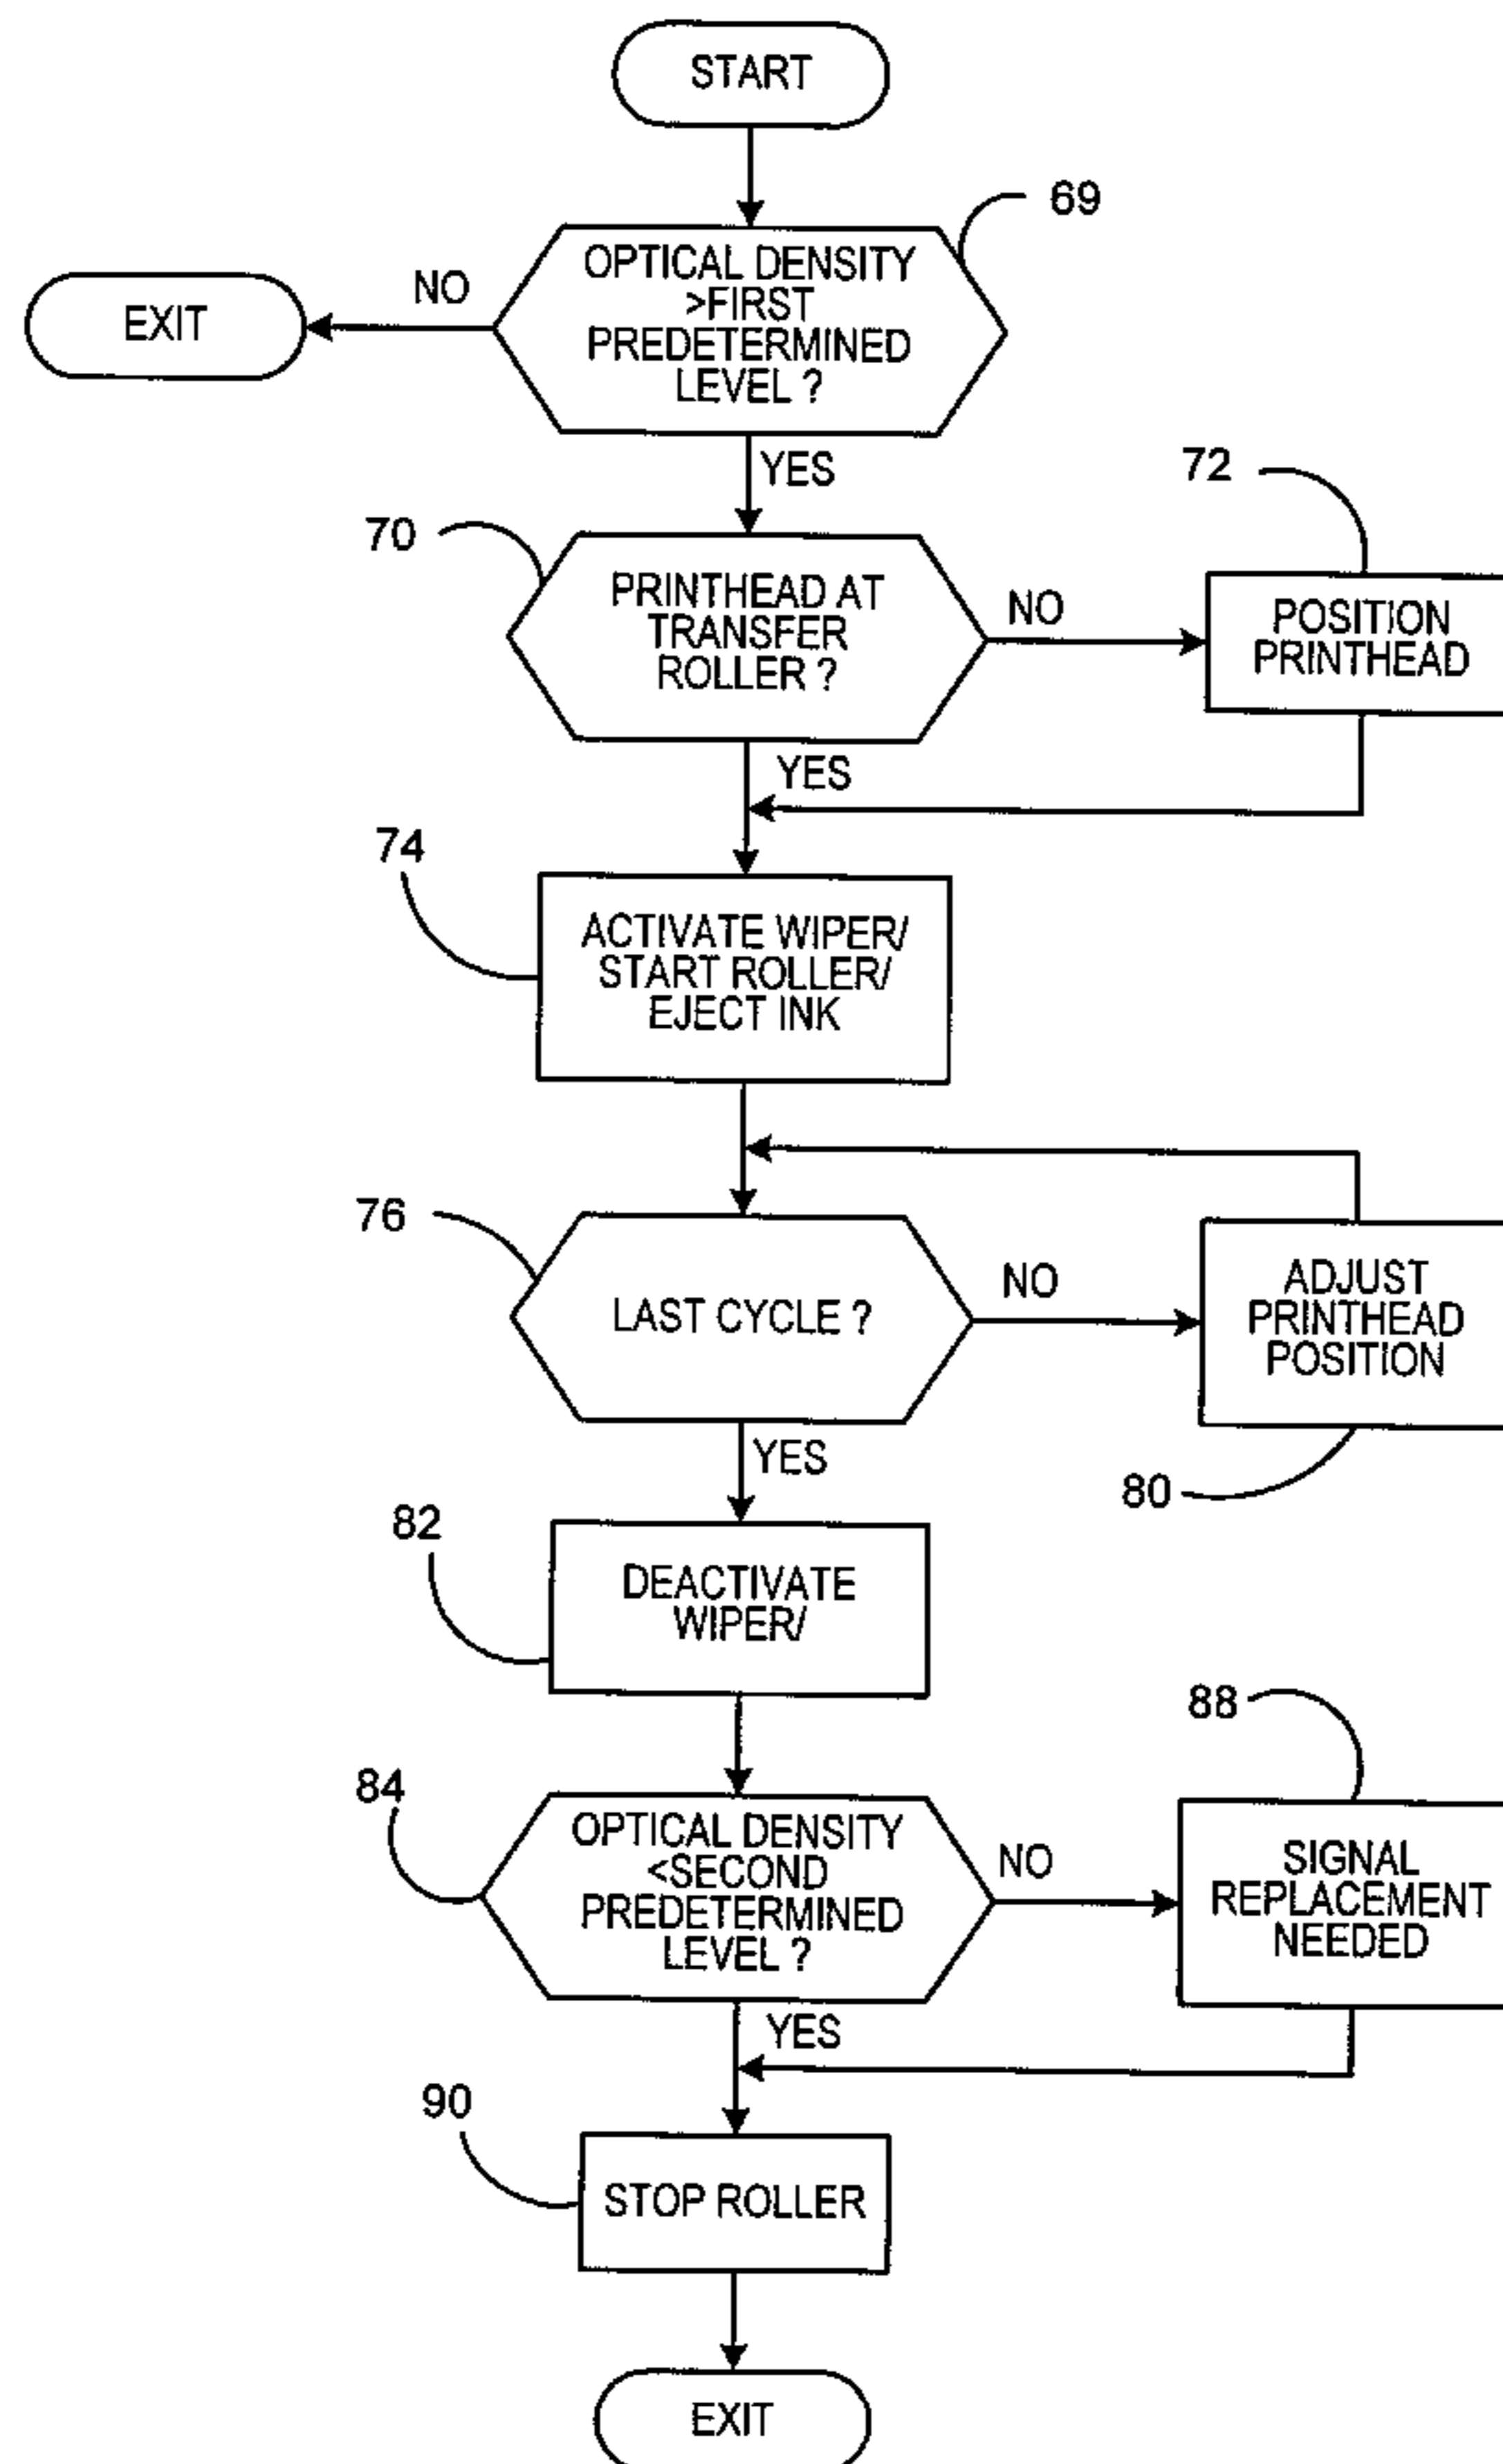 START
69
OPTICAL DENSITY
>FIRST
PREDETERMINED
LEVEL ?
NO
EXIT
YES
70
PRINTHEAD AT
TRANSFER
ROLLER ?
NO
72
POSITION
PRINTHEAD
YES
74
ACTIVATE WIPER/
START ROLLER/
EJECT INK
76
LAST CYCLE ?
NO
ADJUST
PRINTHEAD
POSITION
80
YES
82
DEACTIVATE
WIPER/
84
OPTICAL DENSITY
<SECOND
PREDETERMINED
LEVEL ?
NO
88
SIGNAL
REPLACEMENT
NEEDED
YES
90
STOP ROLLER
EXIT